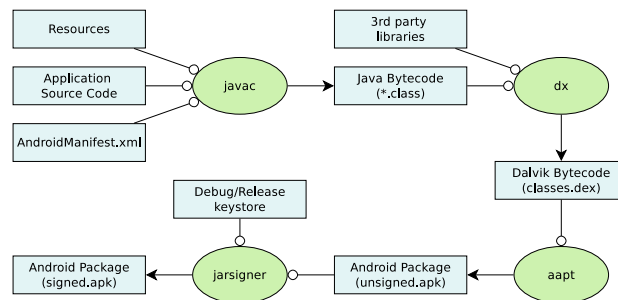 Resources
3rd party
libraries
Application
Source Code
javac
Java Bytecode
(*.class)
dx
AndroidManifest.xml
Dalvik Bytecode
(classes.dex)
Debug/Release
keystore
Android Package
(signed.apk)
jarsigner
Android Package
(unsigned.apk)
aapt